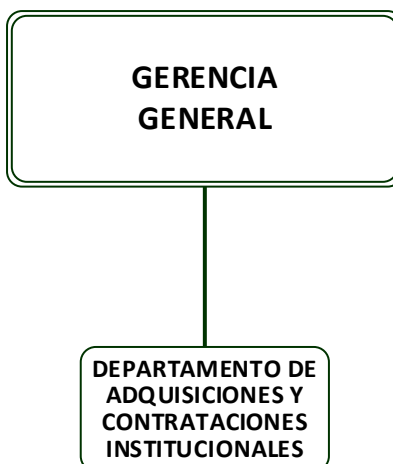 GERENCIA
GENERAL
DEPARTAMENTO DE
ADQUISICIONES Y
CONTRATACIONES
INSTITUCIONALES